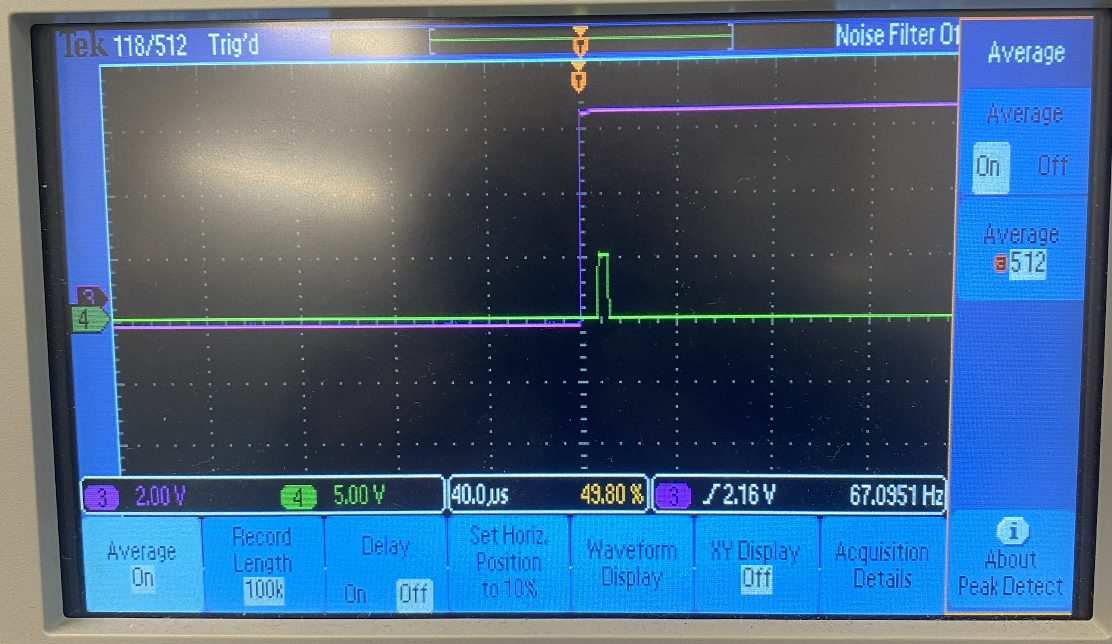 Tek 118/512 Trig'd Noise Filter Of
T
T
3
4
Average
Average
On Off
Average
a 512
3 2.00 V 4 5.00 V 40.0µs 49.80 % 3 2.16 V 67.0951 Hz
Average
On
Record
Length
100k
Delay
On Off
Set Horiz.
Position
to 10%
Waveform
Display
XY Display
Off
Acquisition
Details
i
About
Peak Detect